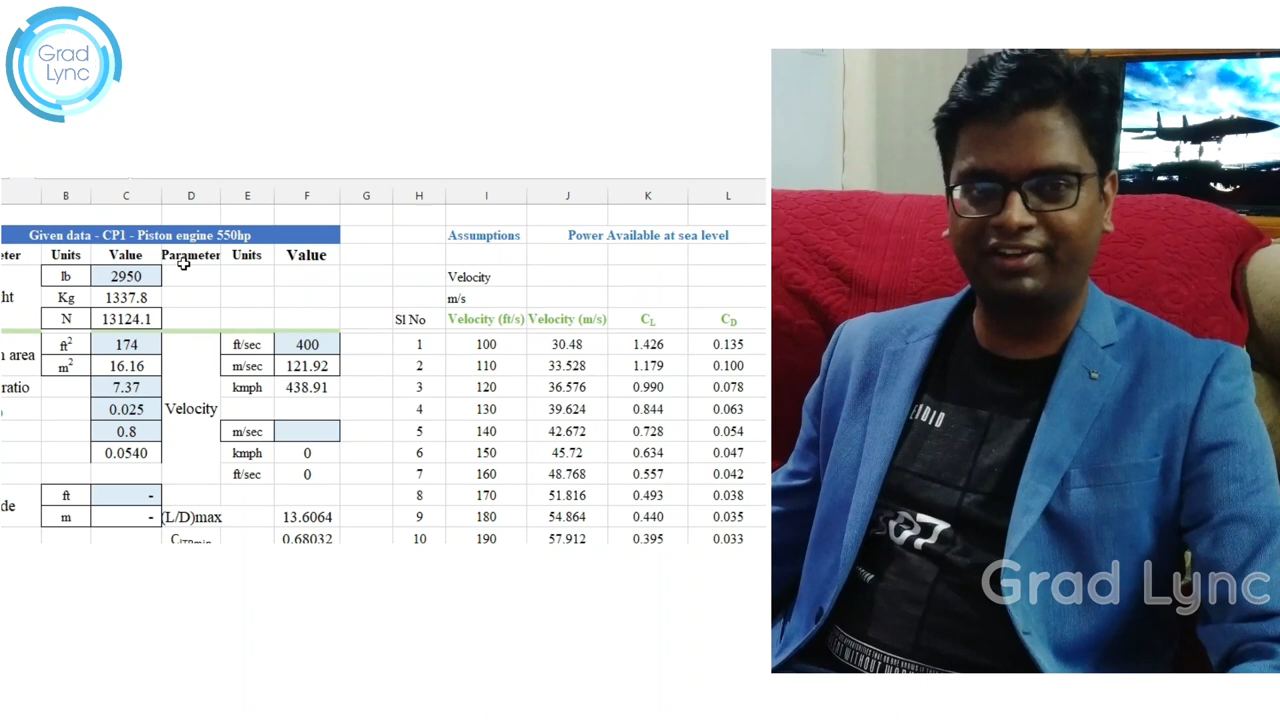 Grad
Lync
B C D E F G H I J K L
Given data - CP1 - Piston engine 550hp Assumptions Power Available at sea level
eter Units Value Parameter Units Value
lb 2950 Velocity
ht Kg 1337.8 m/s
N 13124.1 Sl No Velocity (ft/s) Velocity (m/s) CL CD
ft2 174 ft/sec 400 1 100 30.48 1.426 0.135
n area m2 16.16 m/sec 121.92 2 110 33.528 1.179 0.100
ratio 7.37 kmph 438.91 3 120 36.576 0.990 0.078
0.025 Velocity 4 130 39.624 0.844 0.063
0.8 m/sec 5 140 42.672 0.728 0.054
0.0540 kmph 0 6 150 45.72 0.634 0.047
ft/sec 0 7 160 48.768 0.557 0.042
de ft - 8 170 51.816 0.493 0.038
m - (L/D)max 13.6064 9 180 54.864 0.440 0.035
0.68032 10 190 57.912 0.395 0.033
07
Grad Lync